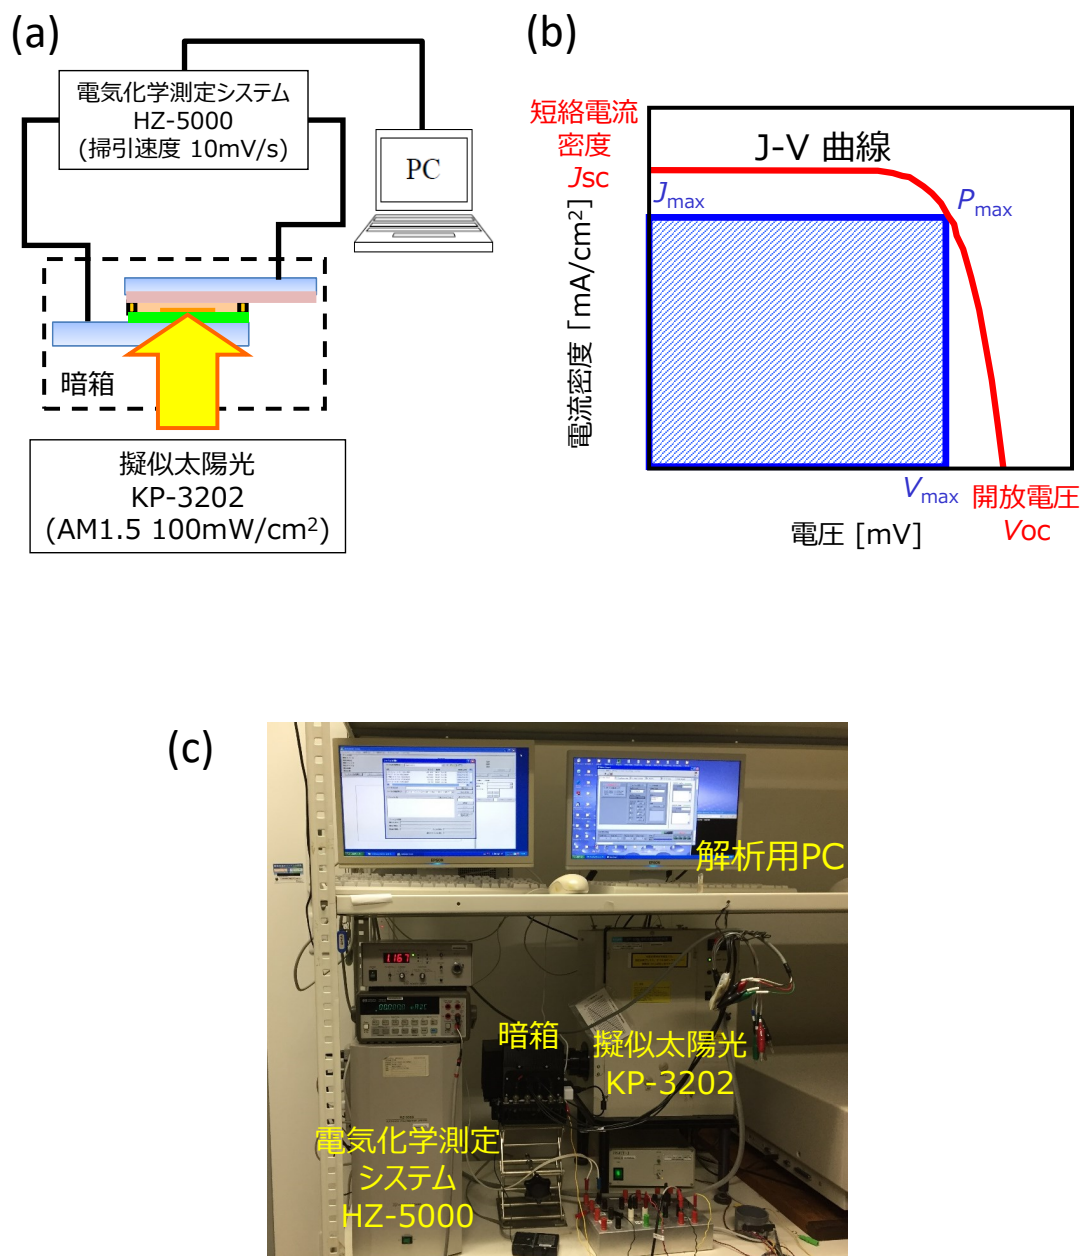 (a)
電気化学測定システム
HZ-5000
(掃引速度 10mV/s)
PC
暗箱
擬似太陽光
KP-3202
(AM1.5 100mW/cm²)
(b)
短絡電流
密度
Jsc
J-V 曲線
Jmax
Pmax
電流密度 [mA/cm²]
Vmax
開放電圧
Voc
電圧 [mV]
(c)
解析用PC
1.167
暗箱
擬似太陽光
KP-3202
電気化学測定
システム
HZ-5000